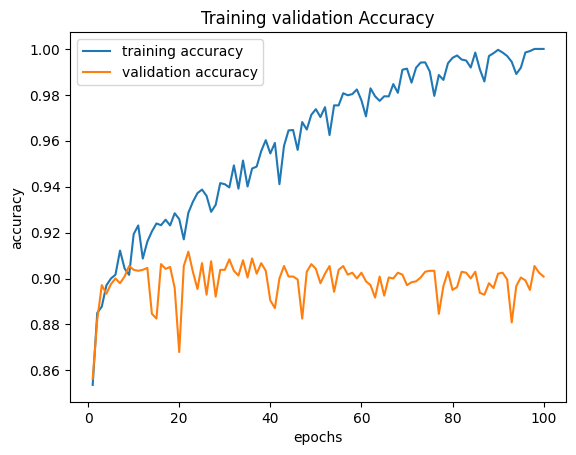 Training validation Accuracy
training accuracy
validation accuracy
1.00
0.98
0.96
0.94
0.92
0.90
0.88
0.86
accuracy
0
20
40
60
80
100
epochs